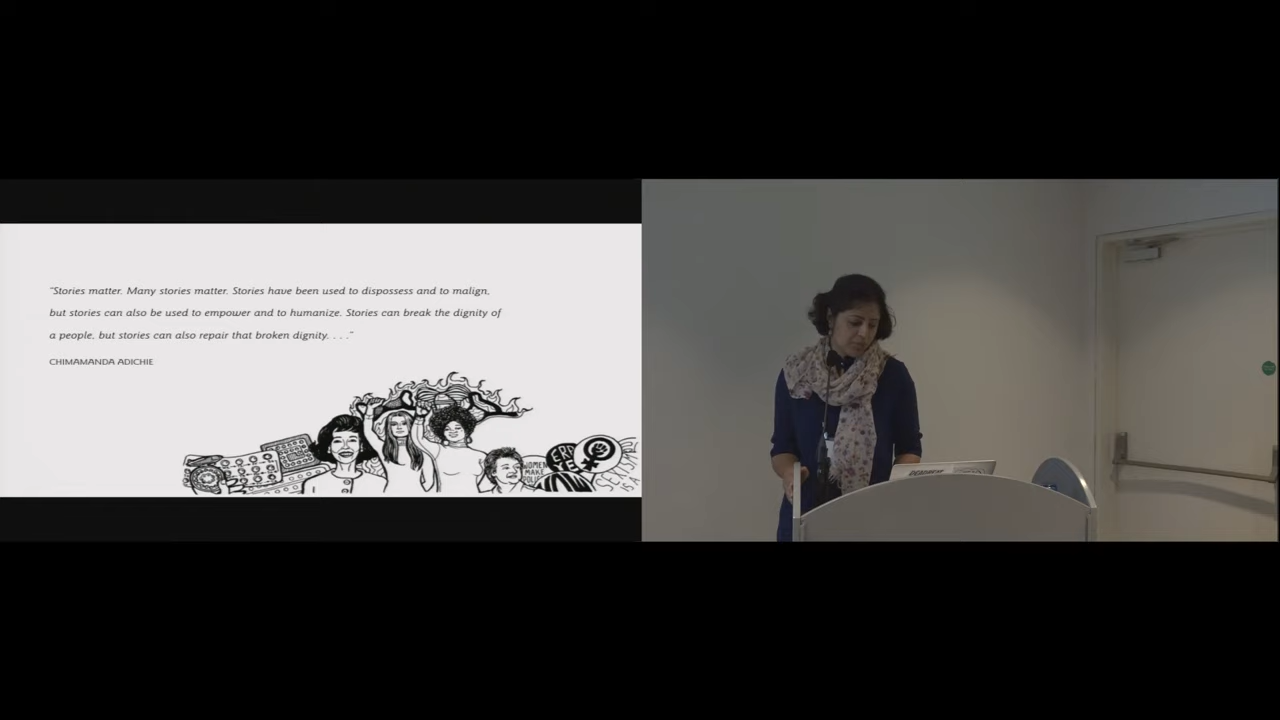 "Stories matter. Many stories matter. Stories have been used to dispossess and to malign,
but stories can also be used to empower and to humanize. Stories can break the dignity of
a people, but stories can also repair that broken dignity. . . ."
CHIMAMANDA ADICHIE
WOMEN
MAKE